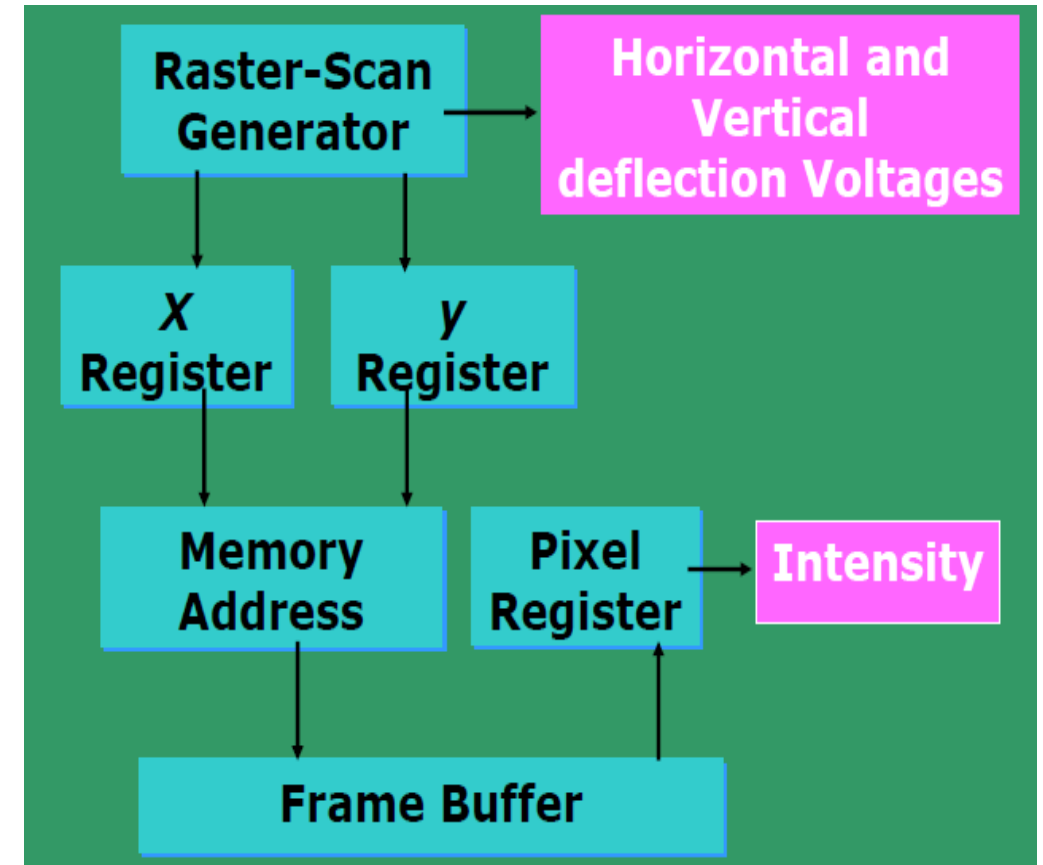 Raster-Scan
Generator
Horizontal and
Vertical
deflection Voltages
X
Register
y
Register
Memory
Address
Pixel
Register
Intensity
Frame Buffer